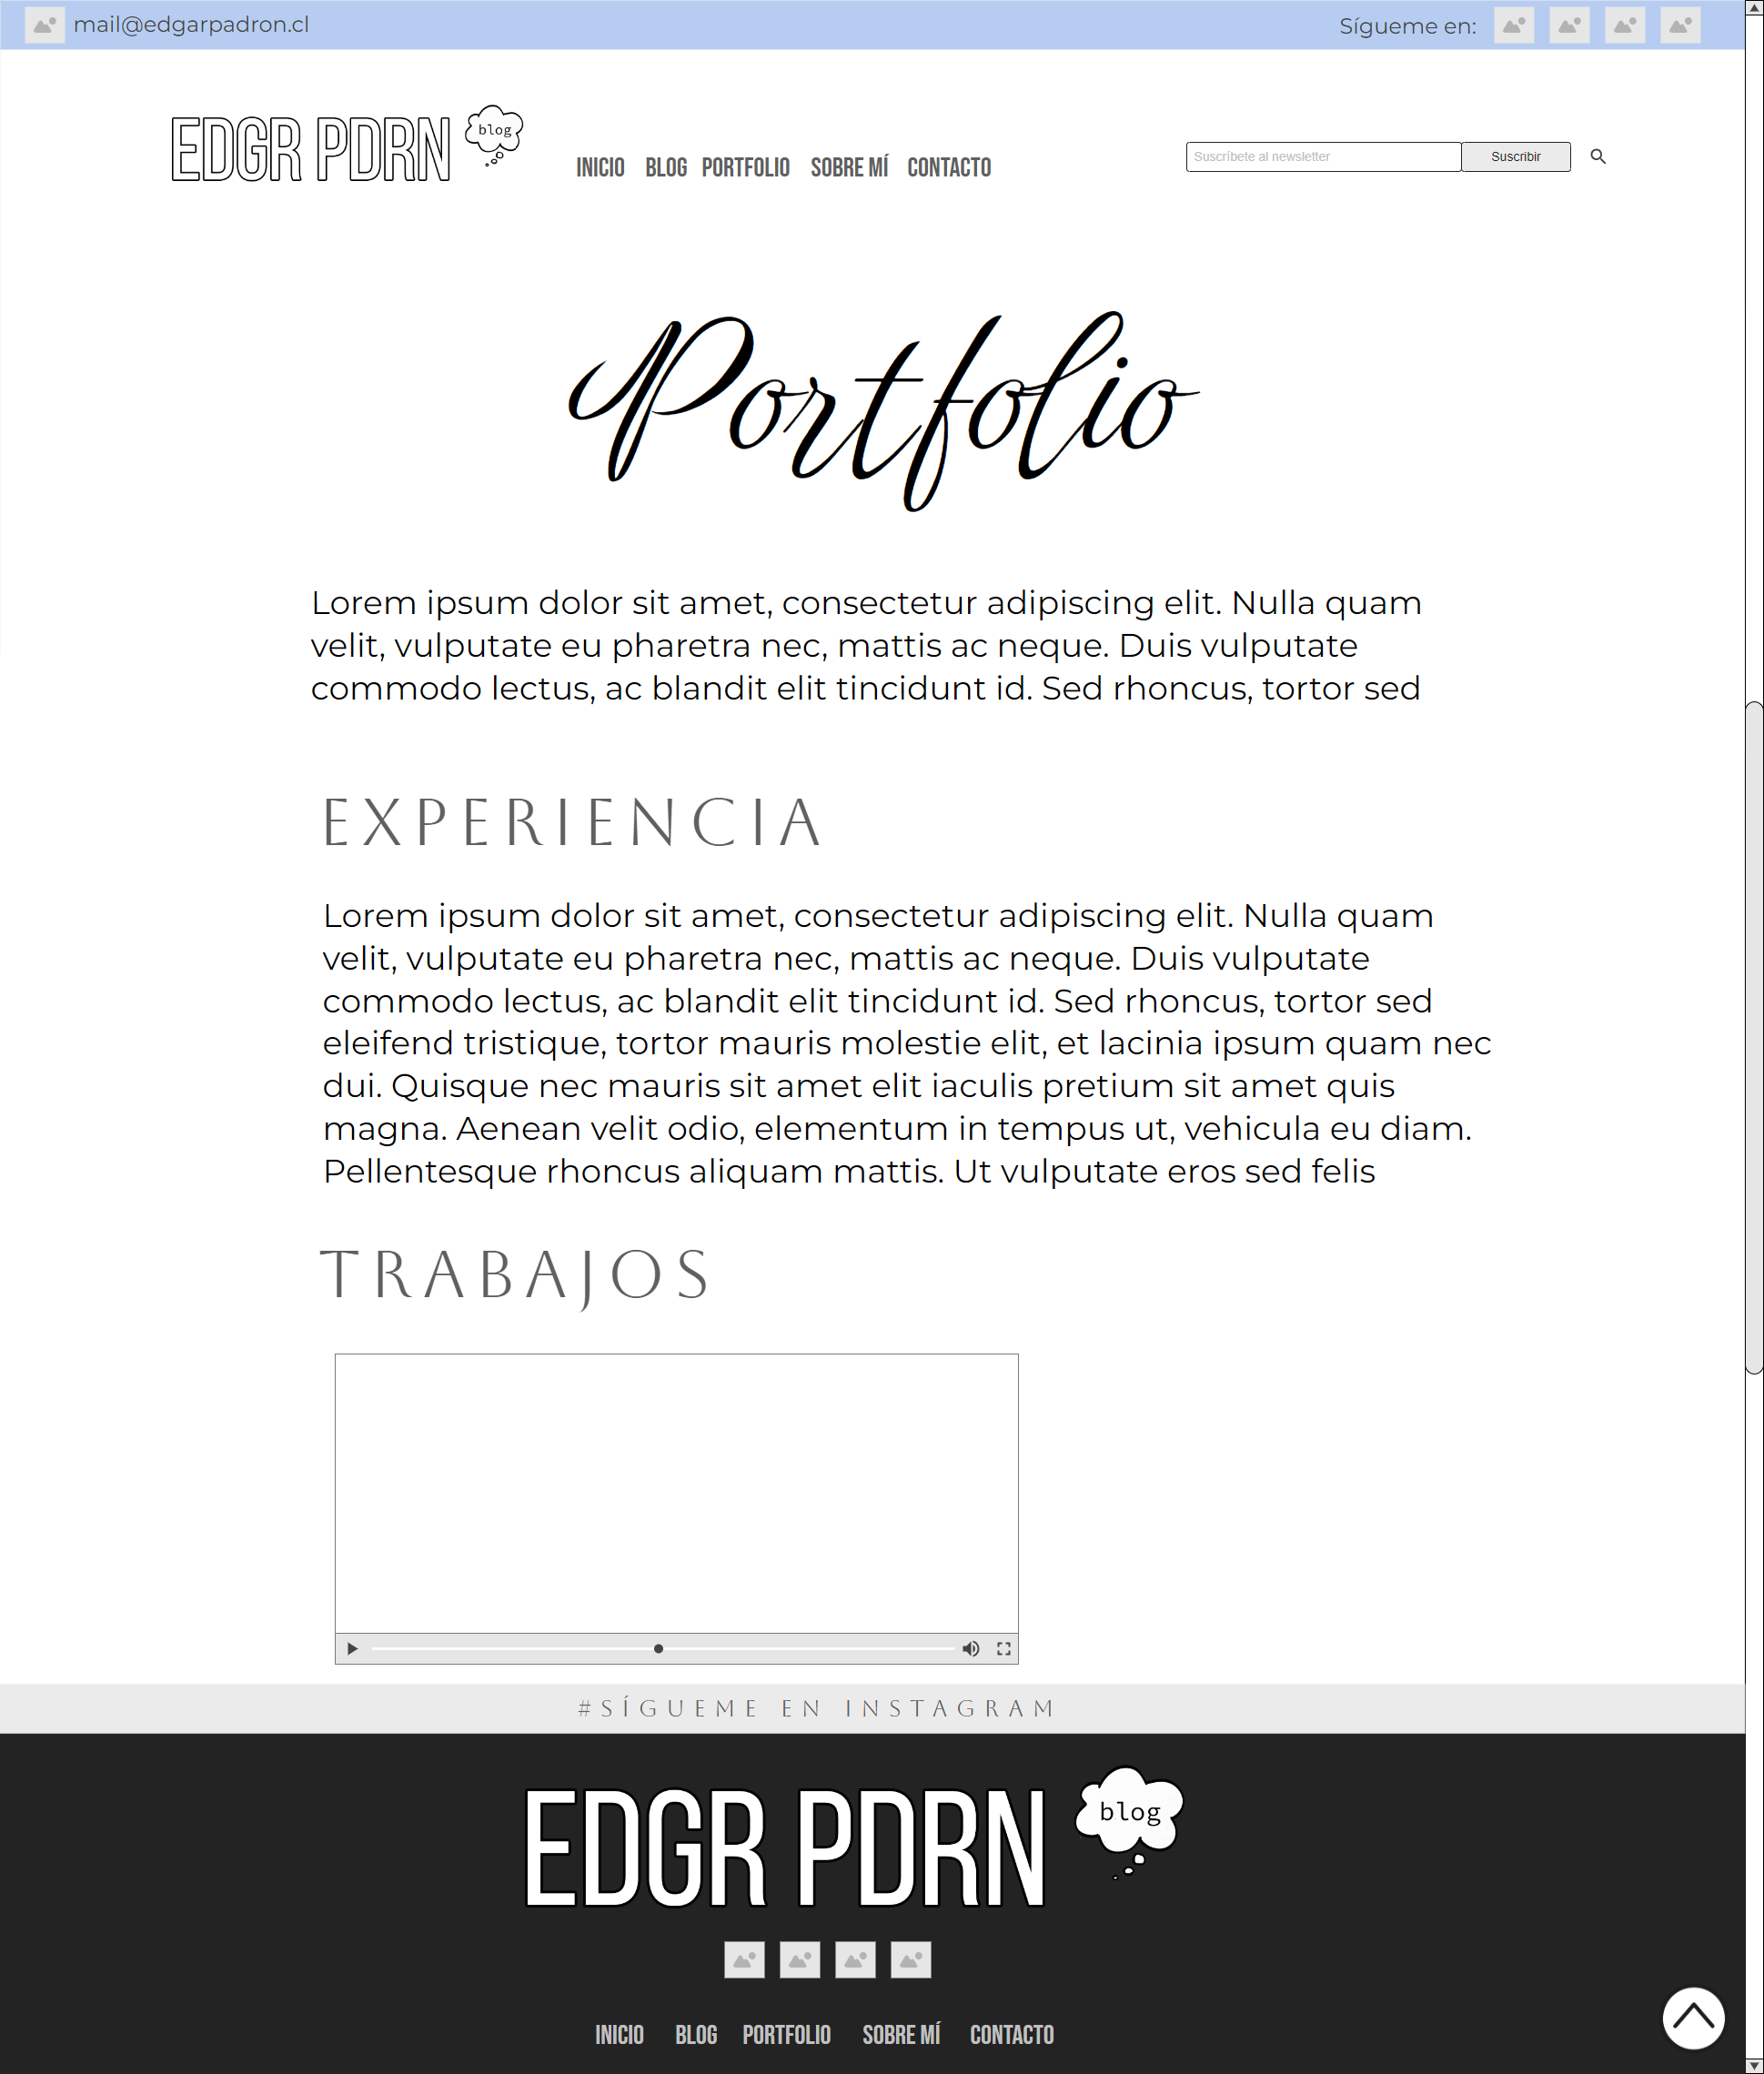 mail@edgarpadron.cl
Sígueme en:
EDGR PDRN blog
INICIO BLOG PORTFOLIO SOBRE MÍ CONTACTO
Suscríbete al newsletter Suscribir
Portfolio
Lorem ipsum dolor sit amet, consectetur adipiscing elit. Nulla quam
velit, vulputate eu pharetra nec, mattis ac neque. Duis vulputate
commodo lectus, ac blandit elit tincidunt id. Sed rhoncus, tortor sed
EXPERIENCIA
Lorem ipsum dolor sit amet, consectetur adipiscing elit. Nulla quam
velit, vulputate eu pharetra nec, mattis ac neque. Duis vulputate
commodo lectus, ac blandit elit tincidunt id. Sed rhoncus, tortor sed
eleifend tristique, tortor mauris molestie elit, et lacinia ipsum quam nec
dui. Quisque nec mauris sit amet elit iaculis pretium sit amet quis
magna. Aenean velit odio, elementum in tempus ut, vehicula eu diam.
Pellentesque rhoncus aliquam mattis. Ut vulputate eros sed felis
TRABAJOS
#SÍGUEME EN INSTAGRAM
EDGR PDRN blog
INICIO BLOG PORTFOLIO SOBRE MÍ CONTACTO